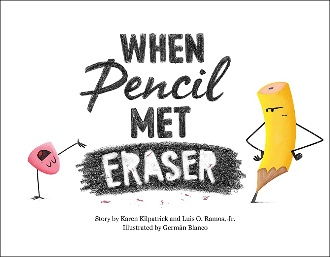 WHEN
Pencil
MET
ERASER
Story by Karen Kilpatrick and Luis O. Ramos, Jr.
Illustrated by Germán Blanco